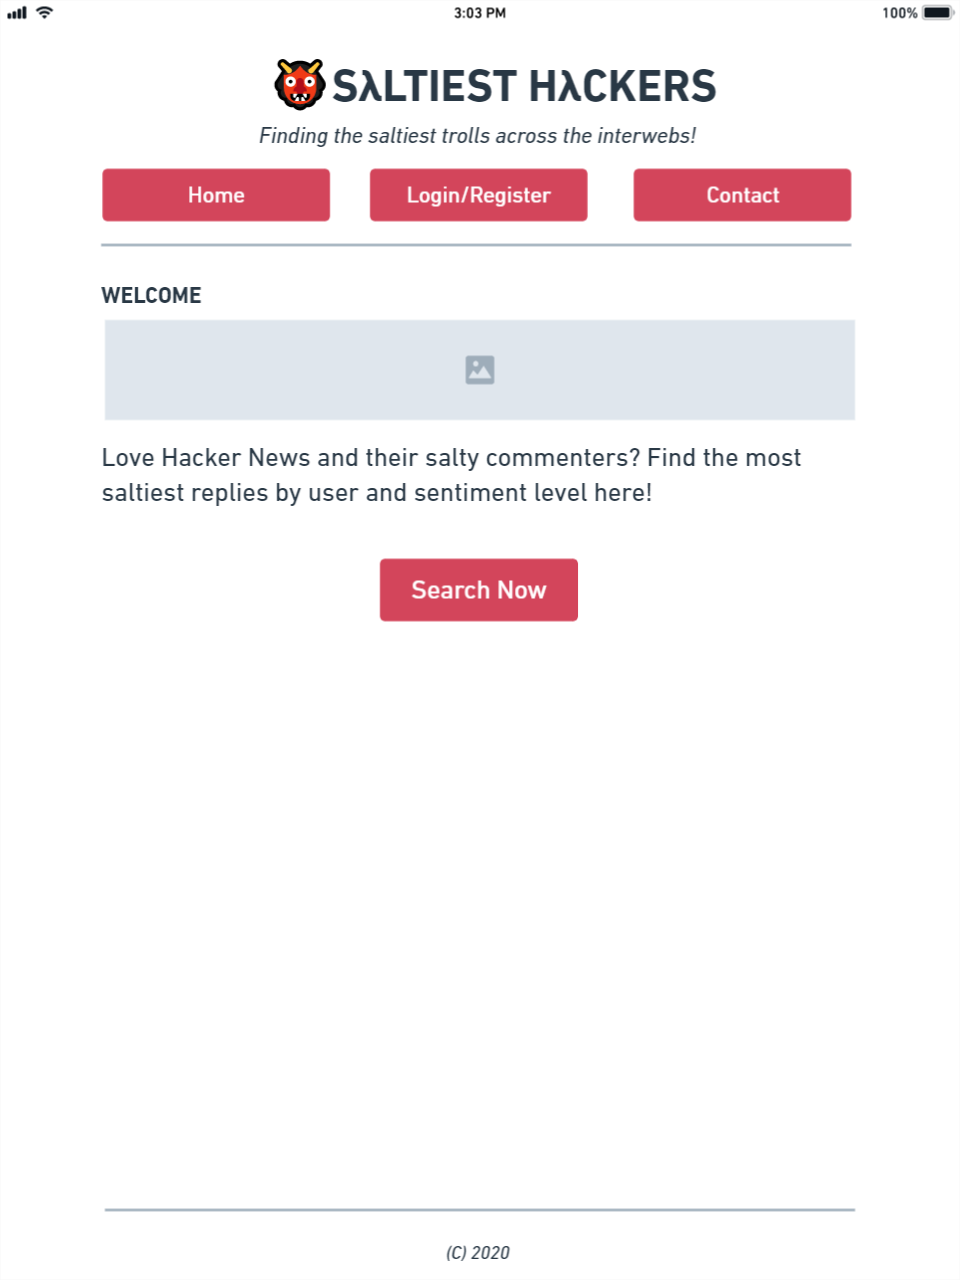 3:03 PM
100%
SλLTIEST HλCKERS
Finding the saltiest trolls across the interwebs!
Home
Login/Register
Contact
WELCOME
Love Hacker News and their salty commenters? Find the most
saltiest replies by user and sentiment level here!
Search Now
(C) 2020